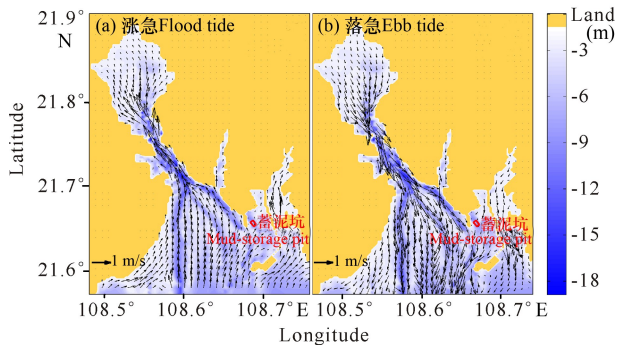 21.9° N
21.8°
21.7°
21.6°
Latitude
(a) 涨急Flood tide
蓄泥坑
Mud-storage pit
1 m/s
108.5° 108.6° 108.7° E
(b) 落急Ebb tide
蓄泥坑
Mud-storage pit
1 m/s
108.5° 108.6° 108.7° E
Longitude
Land
(m)
-3
-6
-9
-12
-15
-18